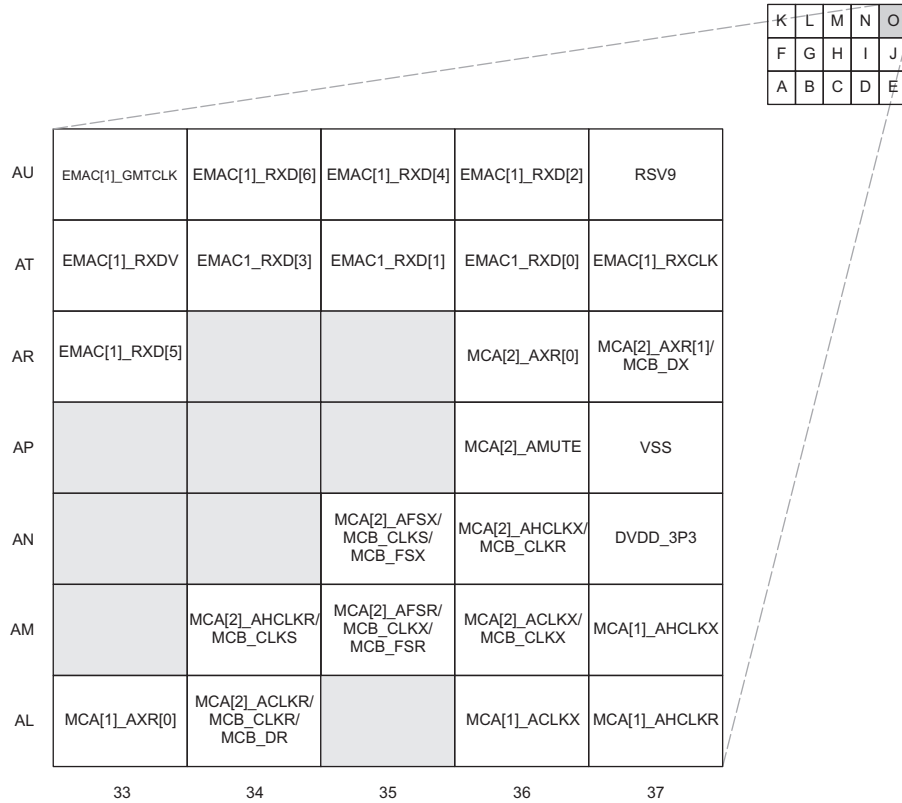 K L M N O
F G H I J
A B C D E
AU EMAC[1]_GMTCLK EMAC[1]_RXD[6] EMAC[1]_RXD[4] EMAC[1]_RXD[2] RSV9
AT EMAC[1]_RXDV EMAC1_RXD[3] EMAC1_RXD[1] EMAC1_RXD[0] EMAC[1]_RXCLK
AR EMAC[1]_RXD[5] MCA[2]_AXR[0] MCA[2]_AXR[1]/
MCB_DX
AP MCA[2]_AMUTE VSS
AN MCA[2]_AFSX/
MCB_CLKS/
MCB_FSX
MCA[2]_AHCLKX/
MCB_CLKR
DVDD_3P3
AM MCA[2]_AHCLKR/
MCB_CLKS
MCA[2]_AFSR/
MCB_CLKX/
MCB_FSR
MCA[2]_ACLKX/
MCB_CLKX
MCA[1]_AHCLKX
AL MCA[1]_AXR[0]
MCA[2]_ACLKR/
MCB_CLKR/
MCB_DR
MCA[1]_ACLKX MCA[1]_AHCLKR
33 34 35 36 37